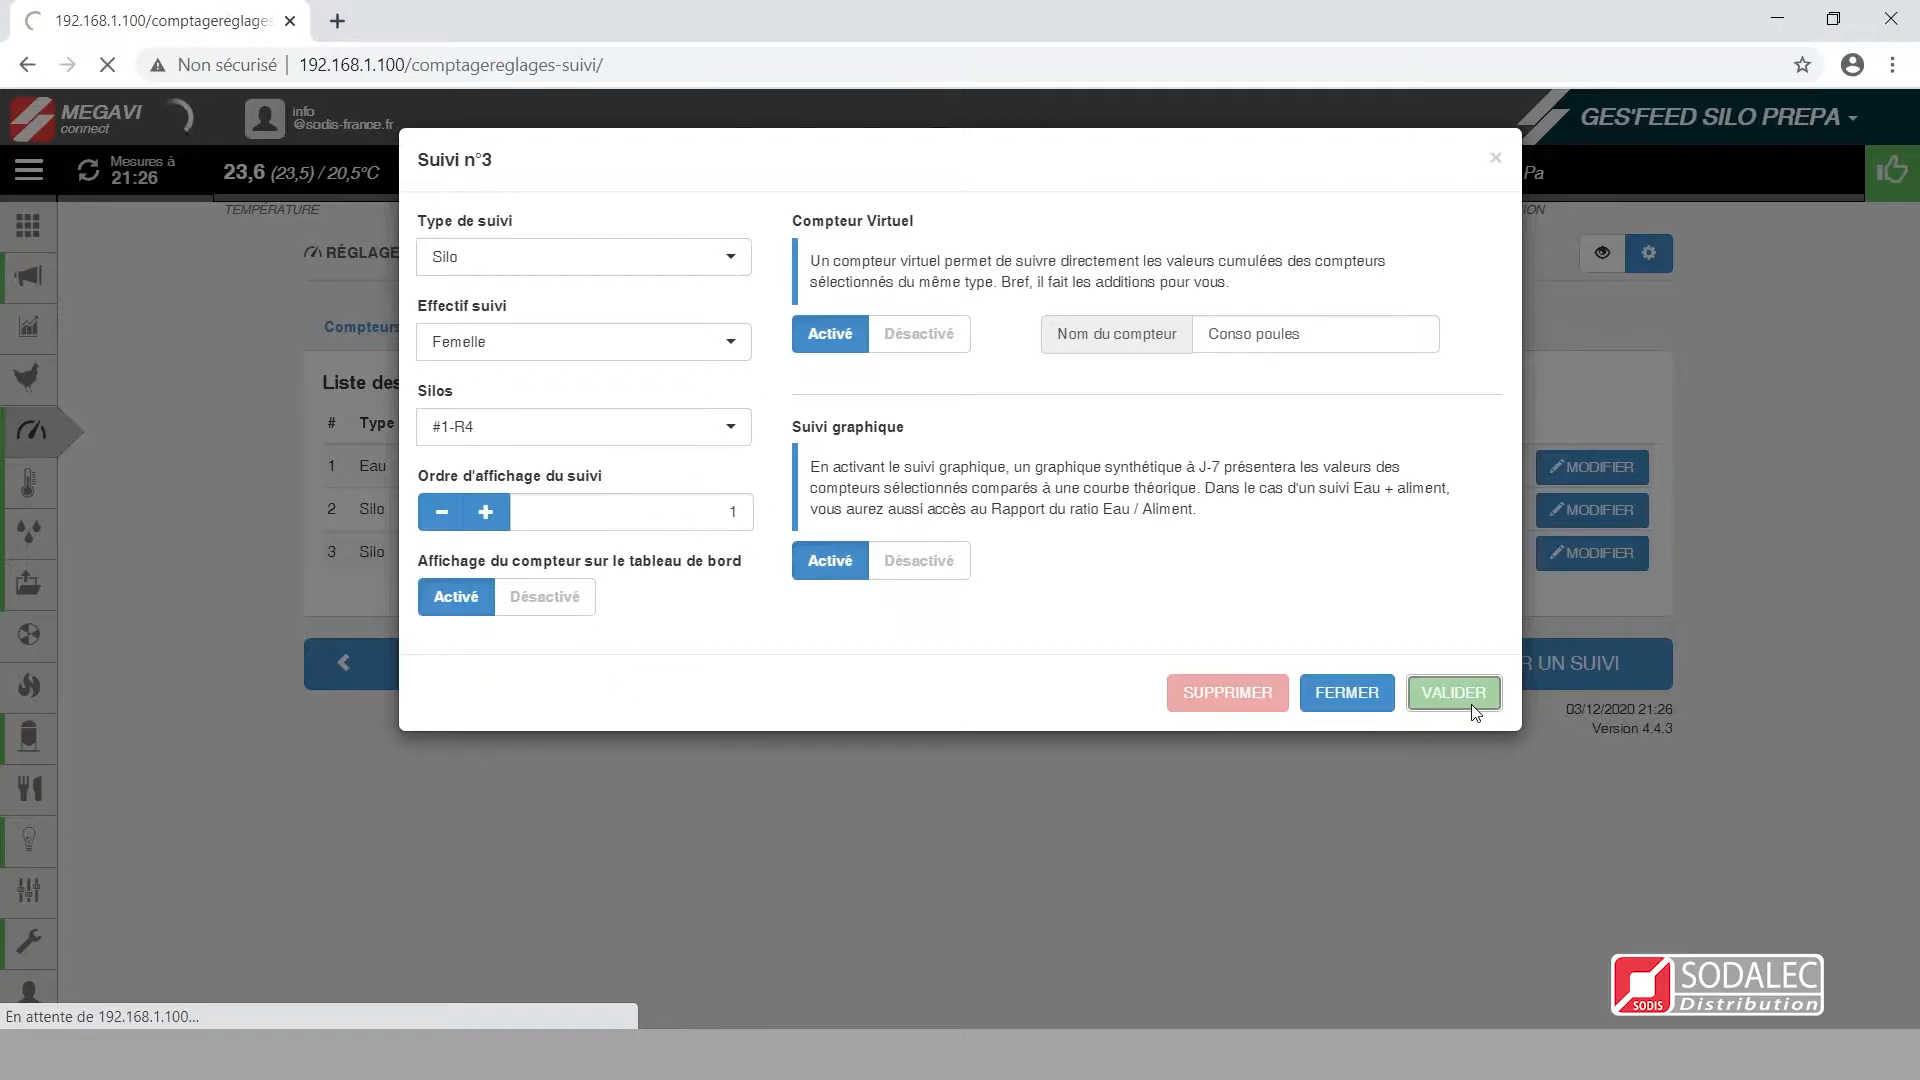 192.168.1.100/comptagereglages
Non sécurisé | 192.168.1.100/comptagereglages-suivi/
MEGAVI
connect
info
@sodis-france.fr
GES'FEED SILO PREPA
Mesures à
21:26
23,6 (23,5) / 20,5°C
Pa
TEMPÉRATURE
ION
RÉGLAGE
Compteurs
Liste des
# Type
1 Eau
2 Silo
3 Silo
MODIFIER
MODIFIER
MODIFIER
R UN SUIVI
03/12/2020 21:26
Version 4.4.3
Suivi n°3
Type de suivi
Silo
Effectif suivi
Femelle
Silos
#1-R4
Ordre d'affichage du suivi
1
Affichage du compteur sur le tableau de bord
Activé Désactivé
Compteur Virtuel
Un compteur virtuel permet de suivre directement les valeurs cumulées des compteurs
sélectionnés du même type. Bref, il fait les additions pour vous.
Activé Désactivé
Nom du compteur Conso poules
Suivi graphique
En activant le suivi graphique, un graphique synthétique à J-7 présentera les valeurs des
compteurs sélectionnés comparés à une courbe théorique. Dans le cas d'un suivi Eau + aliment,
vous aurez aussi accès au Rapport du ratio Eau / Aliment.
Activé Désactivé
SUPPRIMER FERMER VALIDER
SODALEC
SODIS Distribution
En attente de 192.168.1.100...